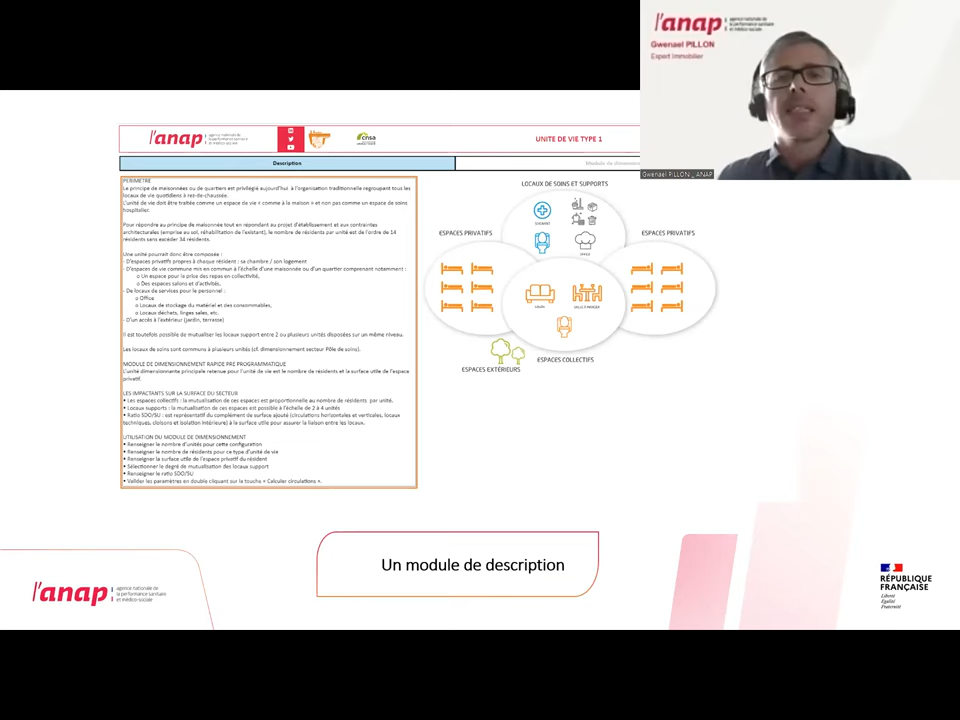 l'anap
agence nationale de
la performance sanitaire
et médico-sociale
Gwenael PILLON
Expert Immobilier
Gwenael PILLON _ ANAP
l'anap
agence nationale de
la performance sanitaire
et médico-sociale
cnsa
UNITE DE VIE TYPE 1
Description
Module de dimension
PERIMETRE
Le principe de maisonnées ou de quartiers est privilégié aujourd'hui à l'organisation traditionnelle regroupant tous les
locaux de vie quotidiens à rez-de-chaussée.
L'unité de vie doit être traitée comme un espace de vie « comme à la maison » et non pas comme un espace de soins
hospitalier.
Pour répondre au principe de maisonnée tout en répondant au projet d'établissement et aux contraintes
architecturales (emprise au sol, réhabilitation de l'existant), le nombre de résidents par unité est de l'ordre de 14
résidents sans excéder 34 résidents.
Une unité pourrait donc être composée :
- D'espaces privatifs propres à chaque résident : sa chambre / son logement
- D'espaces de vie commune mis en commun à l'échelle d'une maisonnée ou d'un quartier comprenant notamment :
o Un espace pour la prise des repas en collectivité,
o Des espaces salons et d'activités,
- De locaux de services pour le personnel :
o Office
o Locaux de stockage du matériel et des consommables,
o Locaux déchets, linges sales, etc.
- D'un accès à l'extérieur (jardin, terrasse)
Il est toutefois possible de mutualiser les locaux support entre 2 ou plusieurs unités disposées sur un même niveau.
Les locaux de soins sont communs à plusieurs unités (cf. dimensionnement secteur Pôle de soins).
MODULE DE DIMENSIONNEMENT RAPIDE PRE PROGRAMMATIQUE
L'unité dimensionnante principale retenue pour l'unité de vie est le nombre de résidents et la surface utile de l'espace
privatif.
LES IMPACTANTS SUR LA SURFACE DU SECTEUR
• Les espaces collectifs : la mutualisation de ces espaces est proportionnelle au nombre de résidents par unité.
• Locaux supports : la mutualisation de ces espaces est possible à l'échelle de 2 à 4 unités
• Ratio SDO/SU : est représentatif du complément de surface ajouté (circulations horizontales et verticales, locaux
techniques, cloisons et isolation intérieure) à la surface utile pour assurer la liaison entre les locaux.
UTILISATION DU MODULE DE DIMENSIONNEMENT
• Renseigner le nombre d'unités pour cette configuration
• Renseigner le nombre de résidents pour ce type d'unité de vie
• Renseigner la surface utile de l'espace privatif du résident
• Sélectionner le degré de mutualisation des locaux support
• Renseigner le ratio SDO/SU
• Valider les paramètres en double cliquant sur la touche « Calculer circulations ».
LOCAUX DE SOINS ET SUPPORTS
ESPACES PRIVATIFS
ESPACES PRIVATIFS
OFFICE
SALON
SALLE A MANGER
ESPACES COLLECTIFS
ESPACES EXTÉRIEURS
Un module de description
l'anap
agence nationale de
la performance sanitaire
et médico-sociale
RÉPUBLIQUE
FRANÇAISE
Liberté
Égalité
Fraternité